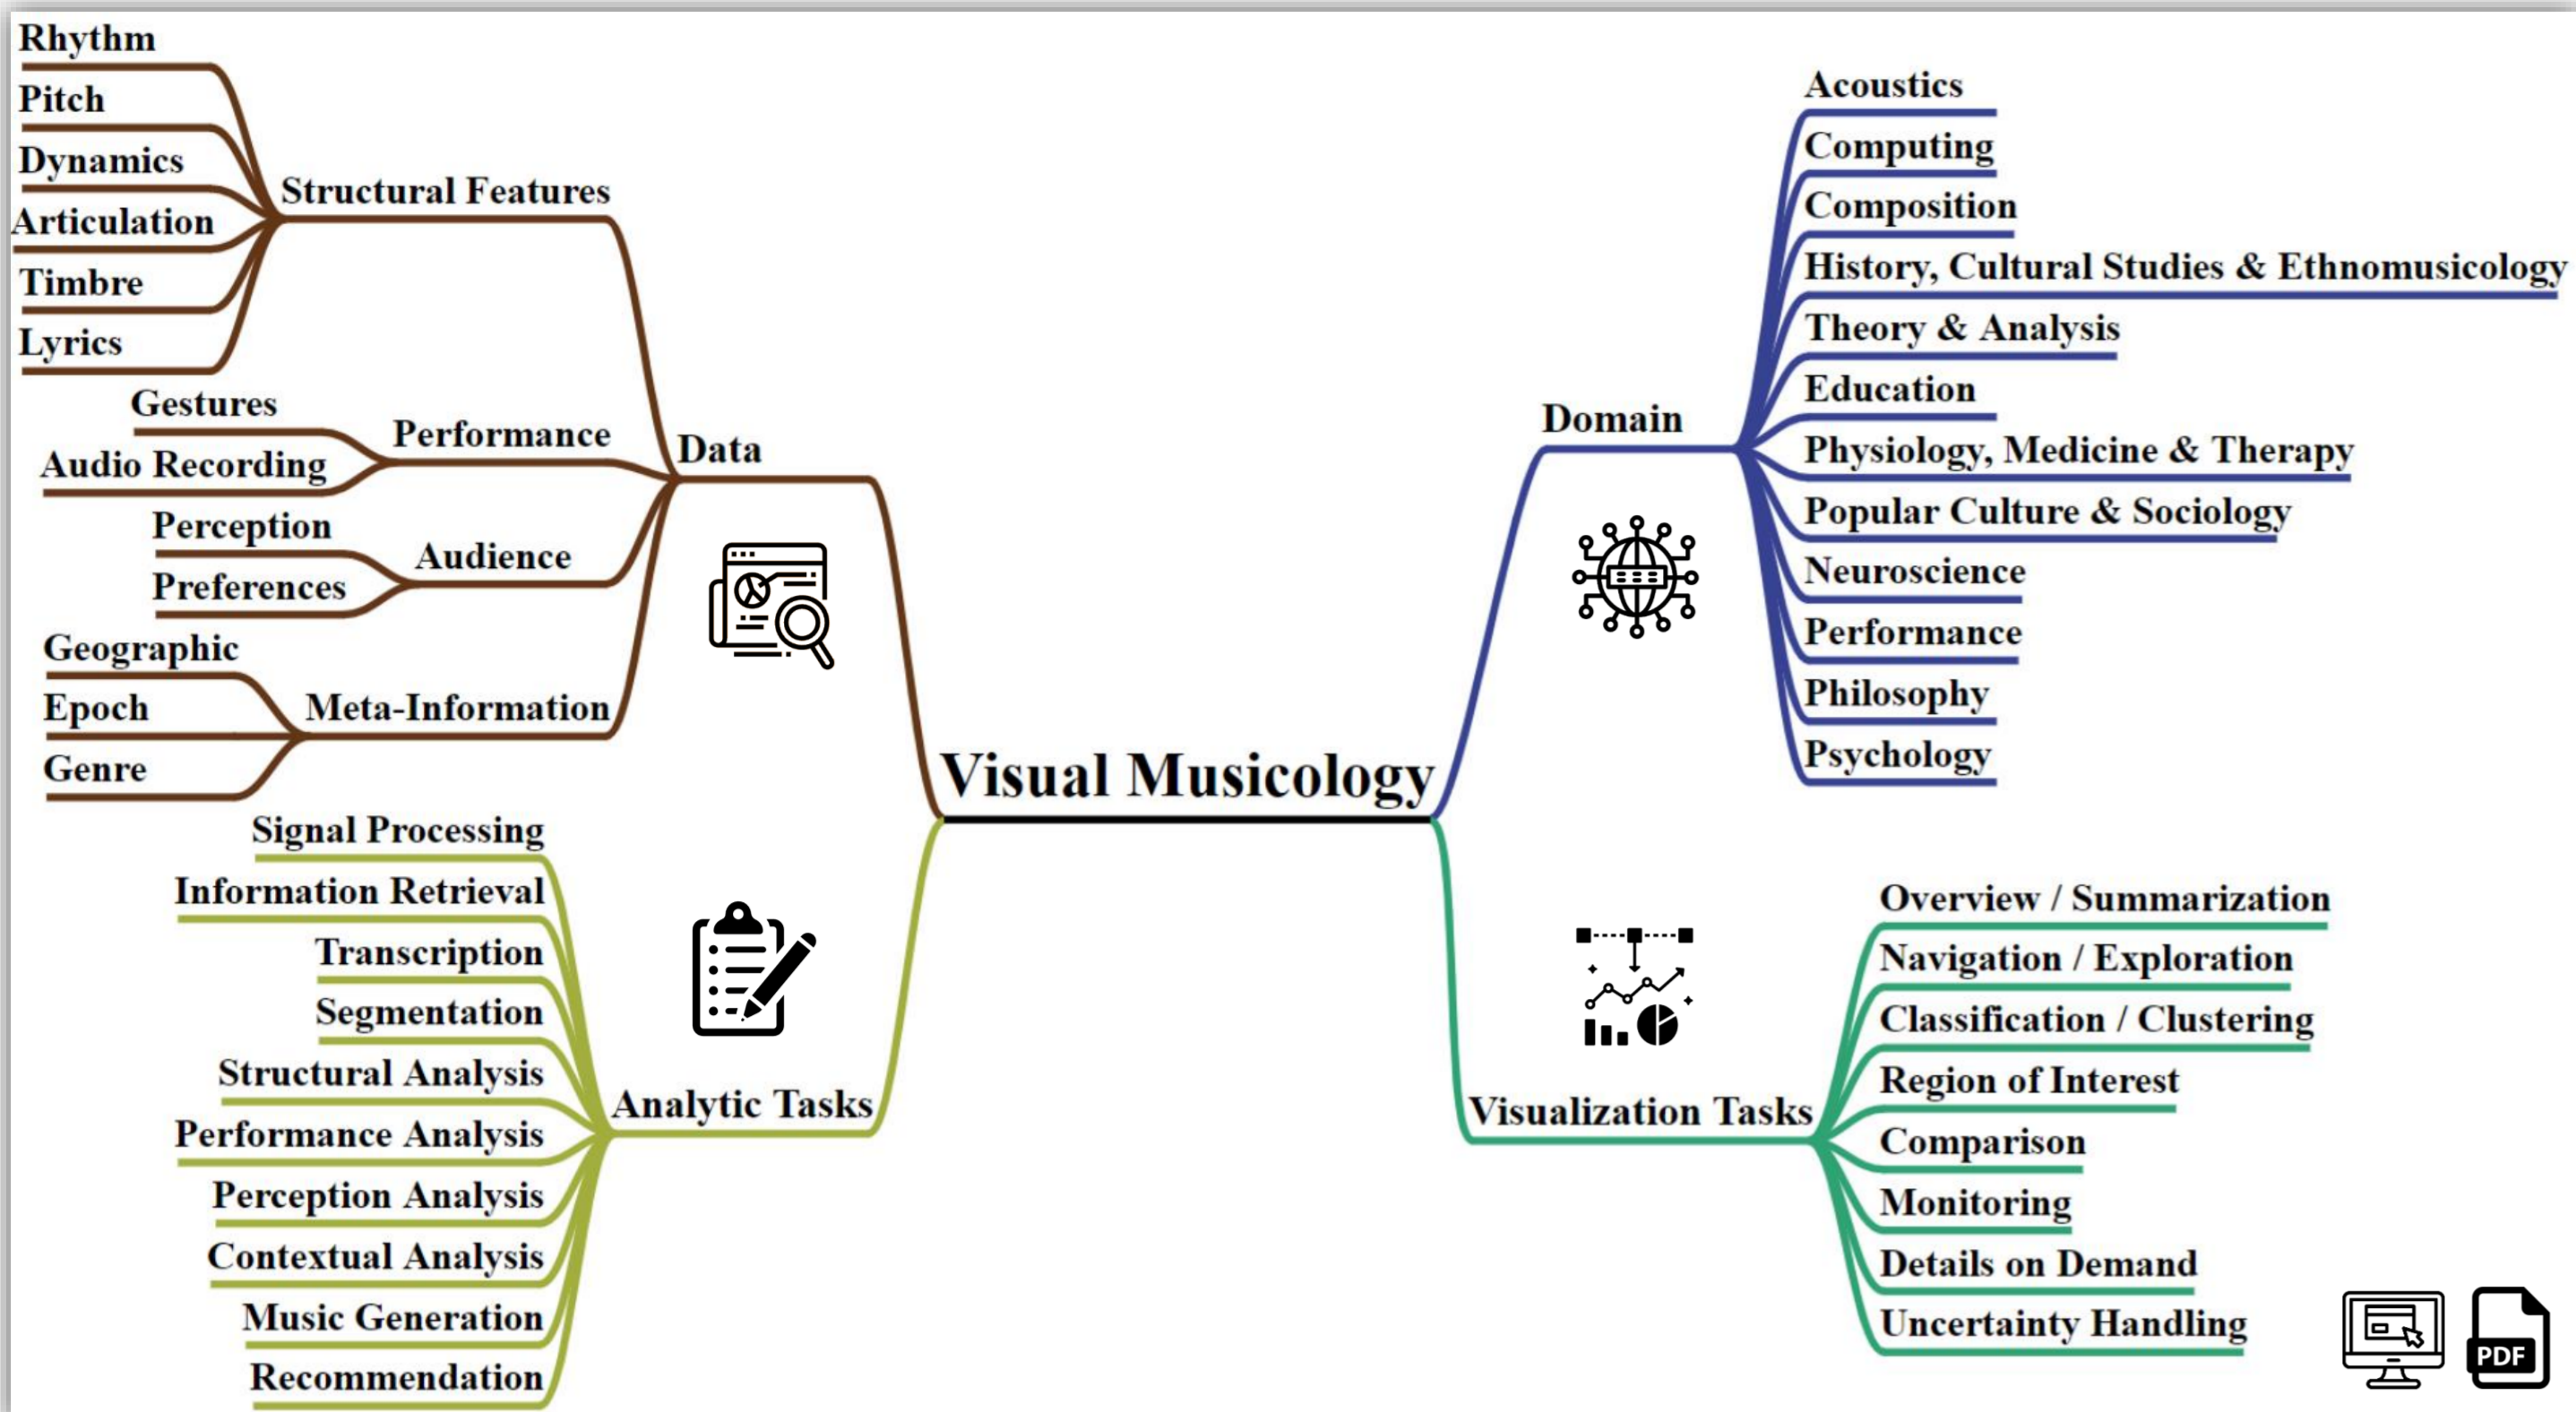 Rhythm
Pitch
Dynamics
Articulation
Timbre
Lyrics
Structural Features
Gestures
Audio Recording
Performance
Perception
Preferences
Audience
Geographic
Epoch
Genre
Meta-Information
Data
Signal Processing
Information Retrieval
Transcription
Segmentation
Structural Analysis
Performance Analysis
Perception Analysis
Contextual Analysis
Music Generation
Recommendation
Analytic Tasks
Visual Musicology
Domain
Acoustics
Computing
Composition
History, Cultural Studies & Ethnomusicology
Theory & Analysis
Education
Physiology, Medicine & Therapy
Popular Culture & Sociology
Neuroscience
Performance
Philosophy
Psychology
Visualization Tasks
Overview / Summarization
Navigation / Exploration
Classification / Clustering
Region of Interest
Comparison
Monitoring
Details on Demand
Uncertainty Handling
PDF